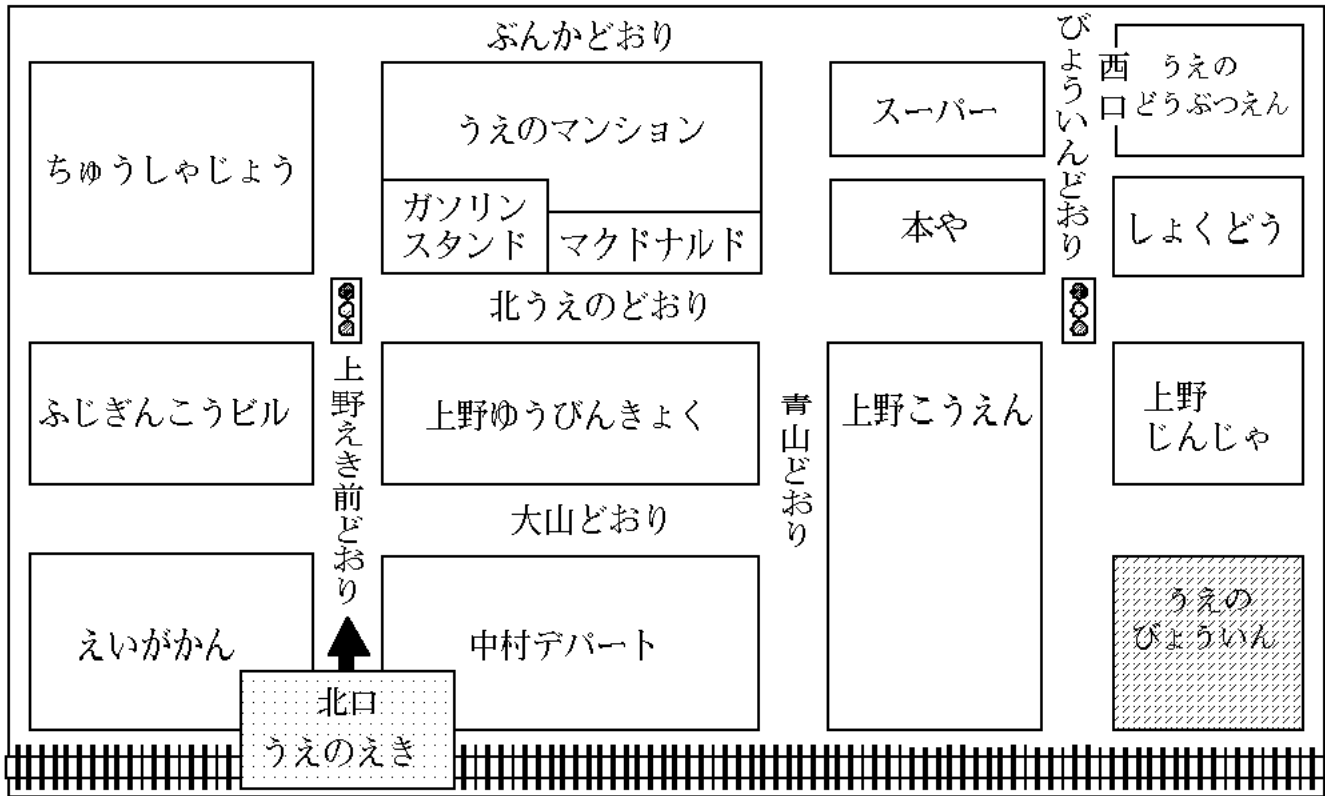 ぶんかどおり
びょういんどおり
西口
うえの
どうぶつえん
ちゅうしゃじょう
うえのマンション
スーパー
ガソリン
スタンド
マクドナルド
本や
しょくどう
北うえのどおり
上野えき前どおり
ふじぎんこうビル
上野ゆうびんきょく
青山どおり
上野こうえん
上野
じんじゃ
大山どおり
えいがかん
中村デパート
うえの
びょういん
北口
うえのえき